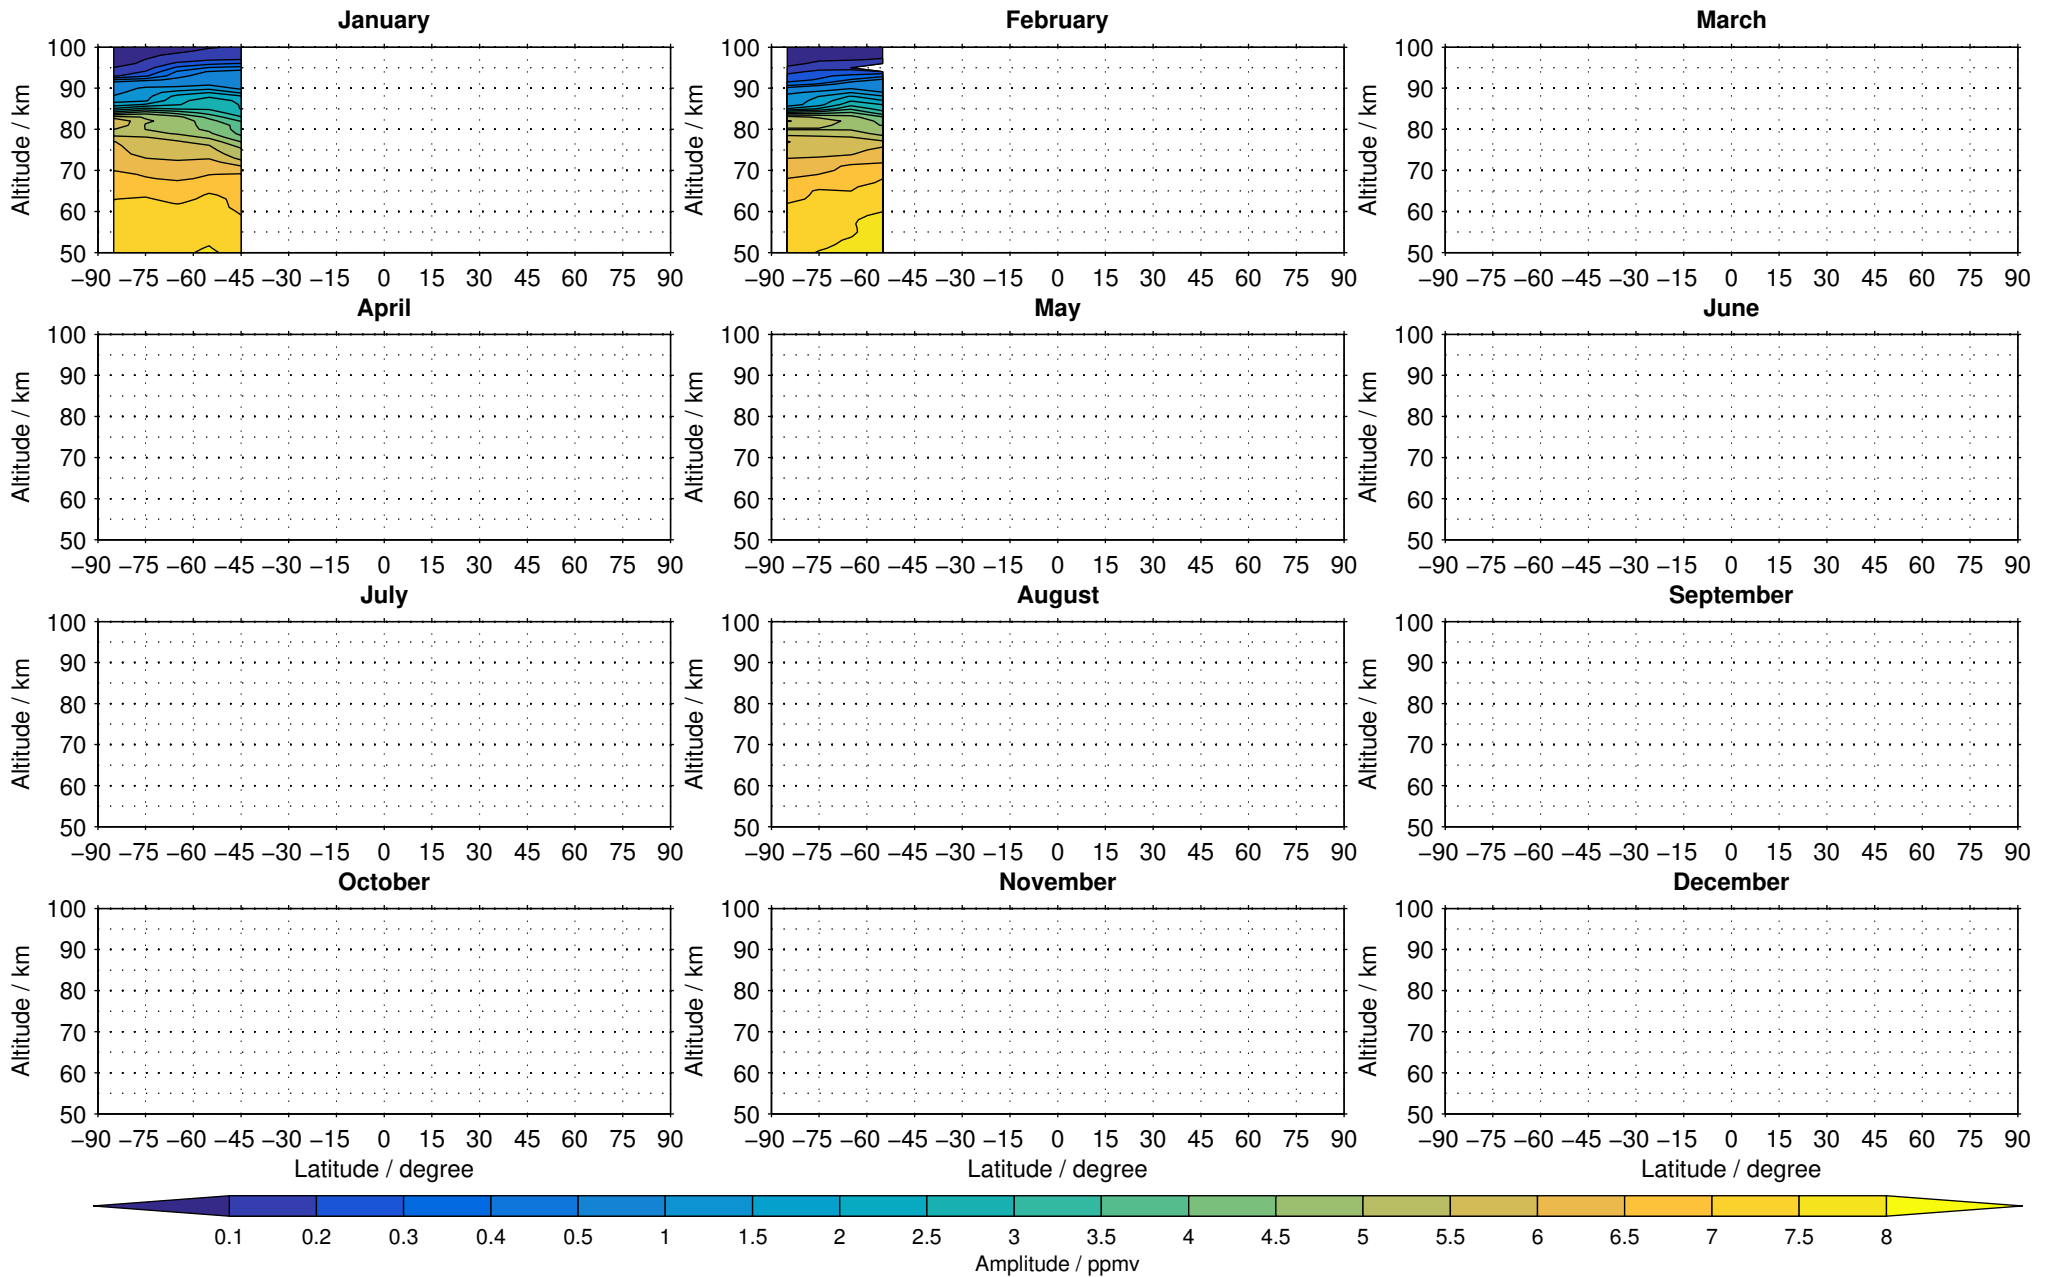 January February March
100 100 100
90 90 90
80 80 80
70 70 70
60 60 60
50 50 50
Altitude / km Altitude / km Altitude / km
−90 −75 −60 −45 −30 −15 0 15 30 45 60 75 90 −90 −75 −60 −45 −30 −15 0 15 30 45 60 75 90 −90 −75 −60 −45 −30 −15 0 15 30 45 60 75 90
April May June
100 100 100
90 90 90
80 80 80
70 70 70
60 60 60
50 50 50
Altitude / km Altitude / km Altitude / km
−90 −75 −60 −45 −30 −15 0 15 30 45 60 75 90 −90 −75 −60 −45 −30 −15 0 15 30 45 60 75 90 −90 −75 −60 −45 −30 −15 0 15 30 45 60 75 90
July August September
100 100 100
90 90 90
80 80 80
70 70 70
60 60 60
50 50 50
Altitude / km Altitude / km Altitude / km
−90 −75 −60 −45 −30 −15 0 15 30 45 60 75 90 −90 −75 −60 −45 −30 −15 0 15 30 45 60 75 90 −90 −75 −60 −45 −30 −15 0 15 30 45 60 75 90
October November December
100 100 100
90 90 90
80 80 80
70 70 70
60 60 60
50 50 50
Altitude / km Altitude / km Altitude / km
−90 −75 −60 −45 −30 −15 0 15 30 45 60 75 90 −90 −75 −60 −45 −30 −15 0 15 30 45 60 75 90 −90 −75 −60 −45 −30 −15 0 15 30 45 60 75 90
Latitude / degree Latitude / degree Latitude / degree
0.1 0.2 0.3 0.4 0.5 1 1.5 2 2.5 3 3.5 4 4.5 5 5.5 6 6.5 7 7.5 8
Amplitude / ppmv